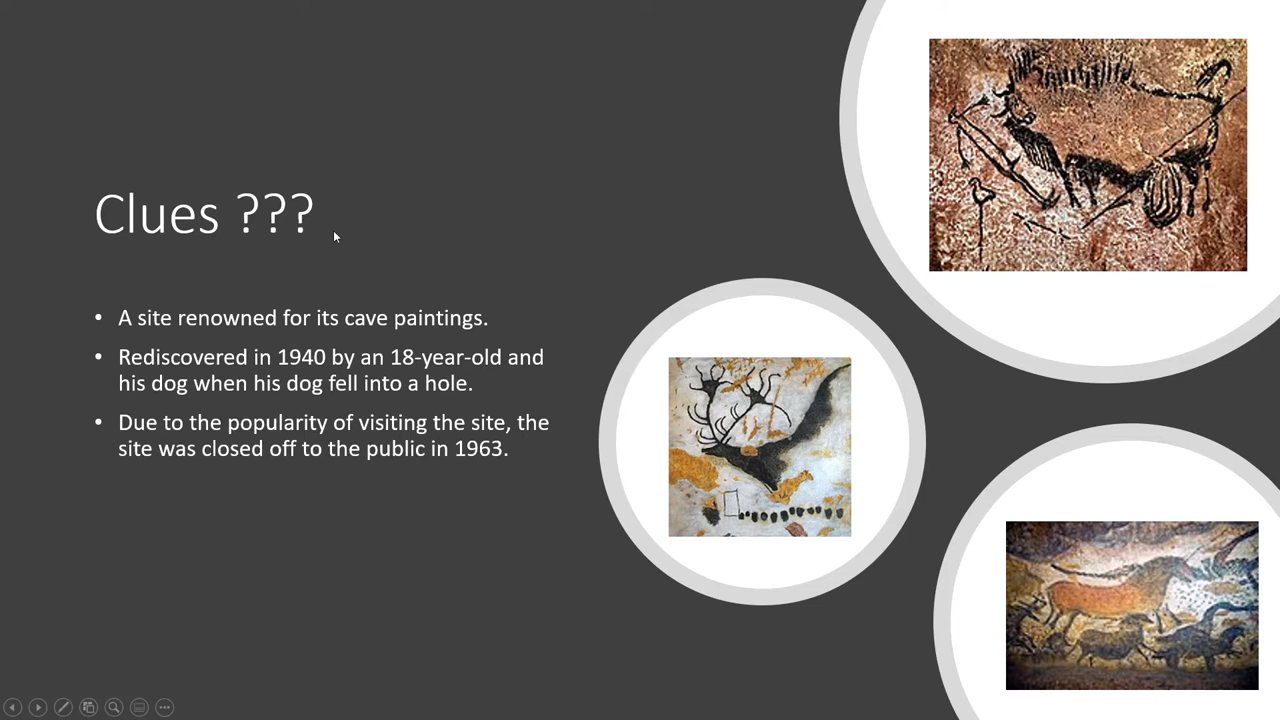 Clues ???
• A site renowned for its cave paintings.
• Rediscovered in 1940 by an 18-year-old and
his dog when his dog fell into a hole.
• Due to the popularity of visiting the site, the
site was closed off to the public in 1963.